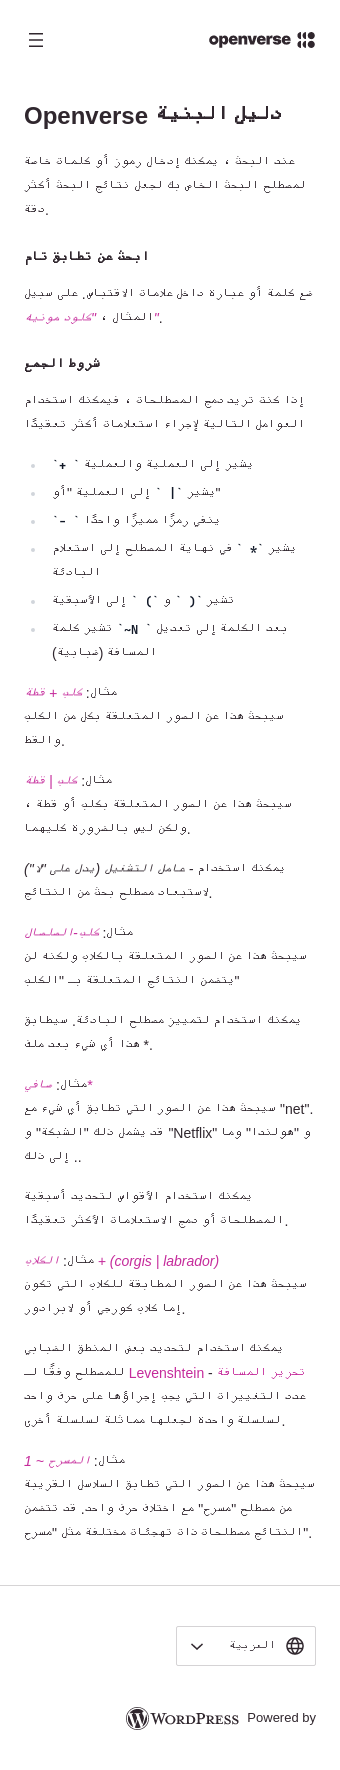 openverse
دليل البنية Openverse
عند البحث ، يمكنك إدخال رموز أو كلمات خاصة
لمصطلح البحث الخاص بك لجعل نتائج البحث أكثر
دقة.
ابحث عن تطابق تام
ضع كلمة أو عبارة داخل علامات الاقتباس. على سبيل
المثال ، "كلود مونيه".
شروط الجمع
إذا كنت تريد دمج المصطلحات ، فيمكنك استخدام
العوامل التالية لإجراء استعلامات أكثر تعقيدًا
يشير إلى العملية والعملية ` +`
يشير `| ` إلى العملية "أو"
ينفي رمزًا مميزًا واحدًا ` -`
يشير `* ` في نهاية المصطلح إلى استعلام
البادئة
تشير `( ` و `) ` إلى الأسبقية
بعد الكلمة إلى تعديل ` ~N` تشير كلمة
المسافة (ضبابية)
مثال: كلب + قطة
سيبحث هذا عن الصور المتعلقة بكل من الكلب
والقط.
مثال: كلب | قطة
سيبحث هذا عن الصور المتعلقة بكلب أو قطة ،
ولكن ليس بالضرورة كليهما.
يمكنك استخدام - عامل التشغيل (يدل على "لا")
لاستبعاد مصطلح بحث من النتائج.
مثال: كلب-السلسال
سيبحث هذا عن الصور المتعلقة بالكلاب ولكنه لن
يتضمن النتائج المتعلقة بـ "الكلب"
يمكنك استخدام لتمييز مصطلح البادئة. سيطابق
هذا أي شيء بعد ملة *.
مثال: صافي*
سيبحث هذا عن الصور التي تطابق أي شيء مع "net".
قد يشمل ذلك "الشبكة" و "Netflix" و "هولندا" وما
إلى ذلك ..
يمكنك استخدام الأقواس لتحديد أسبقية
المصطلحات أو دمج الاستعلامات الأكثر تعقيدًا.
مثال: الكلاب + (corgis | labrador)
سيبحث هذا عن الصور المطابقة للكلاب التي تكون
إما كلاب كورجي أو لابرادور.
يمكنك استخدام لتحديد بعض المنطق الضبابي
للمصطلح وفقًا لـ Levenshtein - تحرير المسافة
عدد التغييرات التي يجب إجراؤها على حرف واحد
لسلسلة واحدة لجعلها مماثلة لسلسلة أخرى.
مثال: المسرح ~ 1
سيبحث هذا عن الصور التي تطابق السلاسل القريبة
من مصطلح "مسرح" مع اختلاف حرف واحد. قد تتضمن
النتائج مصطلحات ذات تهجئات مختلفة مثل "مسرح".
العربية
Powered by WORDPRESS